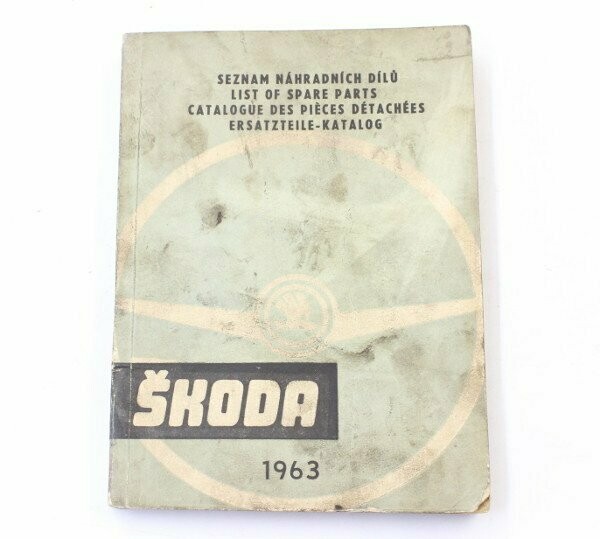 SEZNAM NÁHRADNÍCH DÍLŮ
LIST OF SPARE PARTS
CATALOGUE DES PIÈCES DÉTACHÉES
ERSATZTEILE-KATALOG
ŠKODA
1963